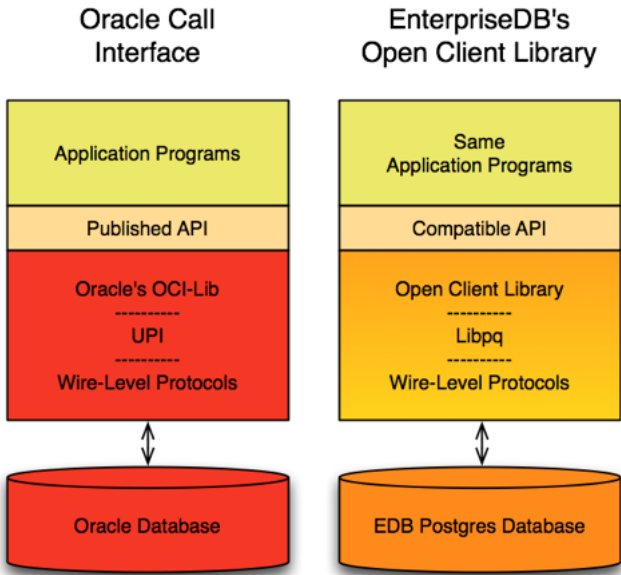 Oracle Call
Interface
Application Programs
Published API
Oracle's OCI-Lib
----------
UPI
----------
Wire-Level Protocols
Oracle Database
EnterpriseDB's
Open Client Library
Same
Application Programs
Compatible API
Open Client Library
----------
Libpq
----------
Wire-Level Protocols
EDB Postgres Database